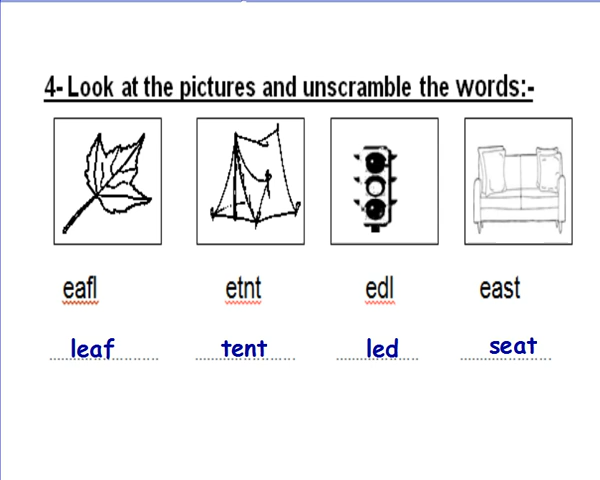 4- Look at the pictures and unscramble the words:-
eafl etnt edl east
leaf tent led seat